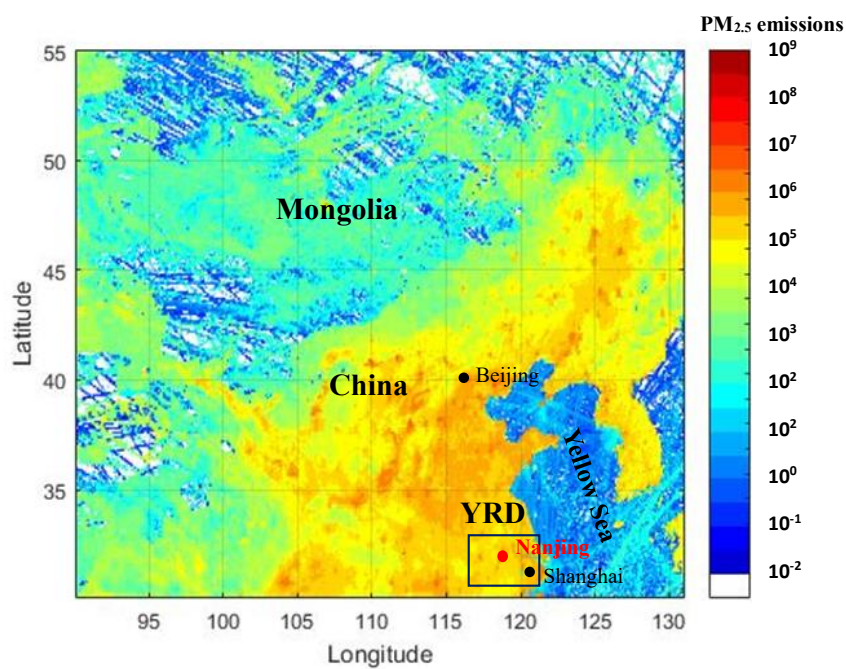 PM₂.₅ emissions
55
50
45
40
35
95
100
105
110
115
120
125
130
Latitude
Longitude
Mongolia
China
Beijing
Yellow Sea
YRD
Nanjing
Shanghai
10⁹
10⁸
10⁷
10⁶
10⁵
10⁴
10³
10²
10²
10⁰
10⁻¹
10⁻²